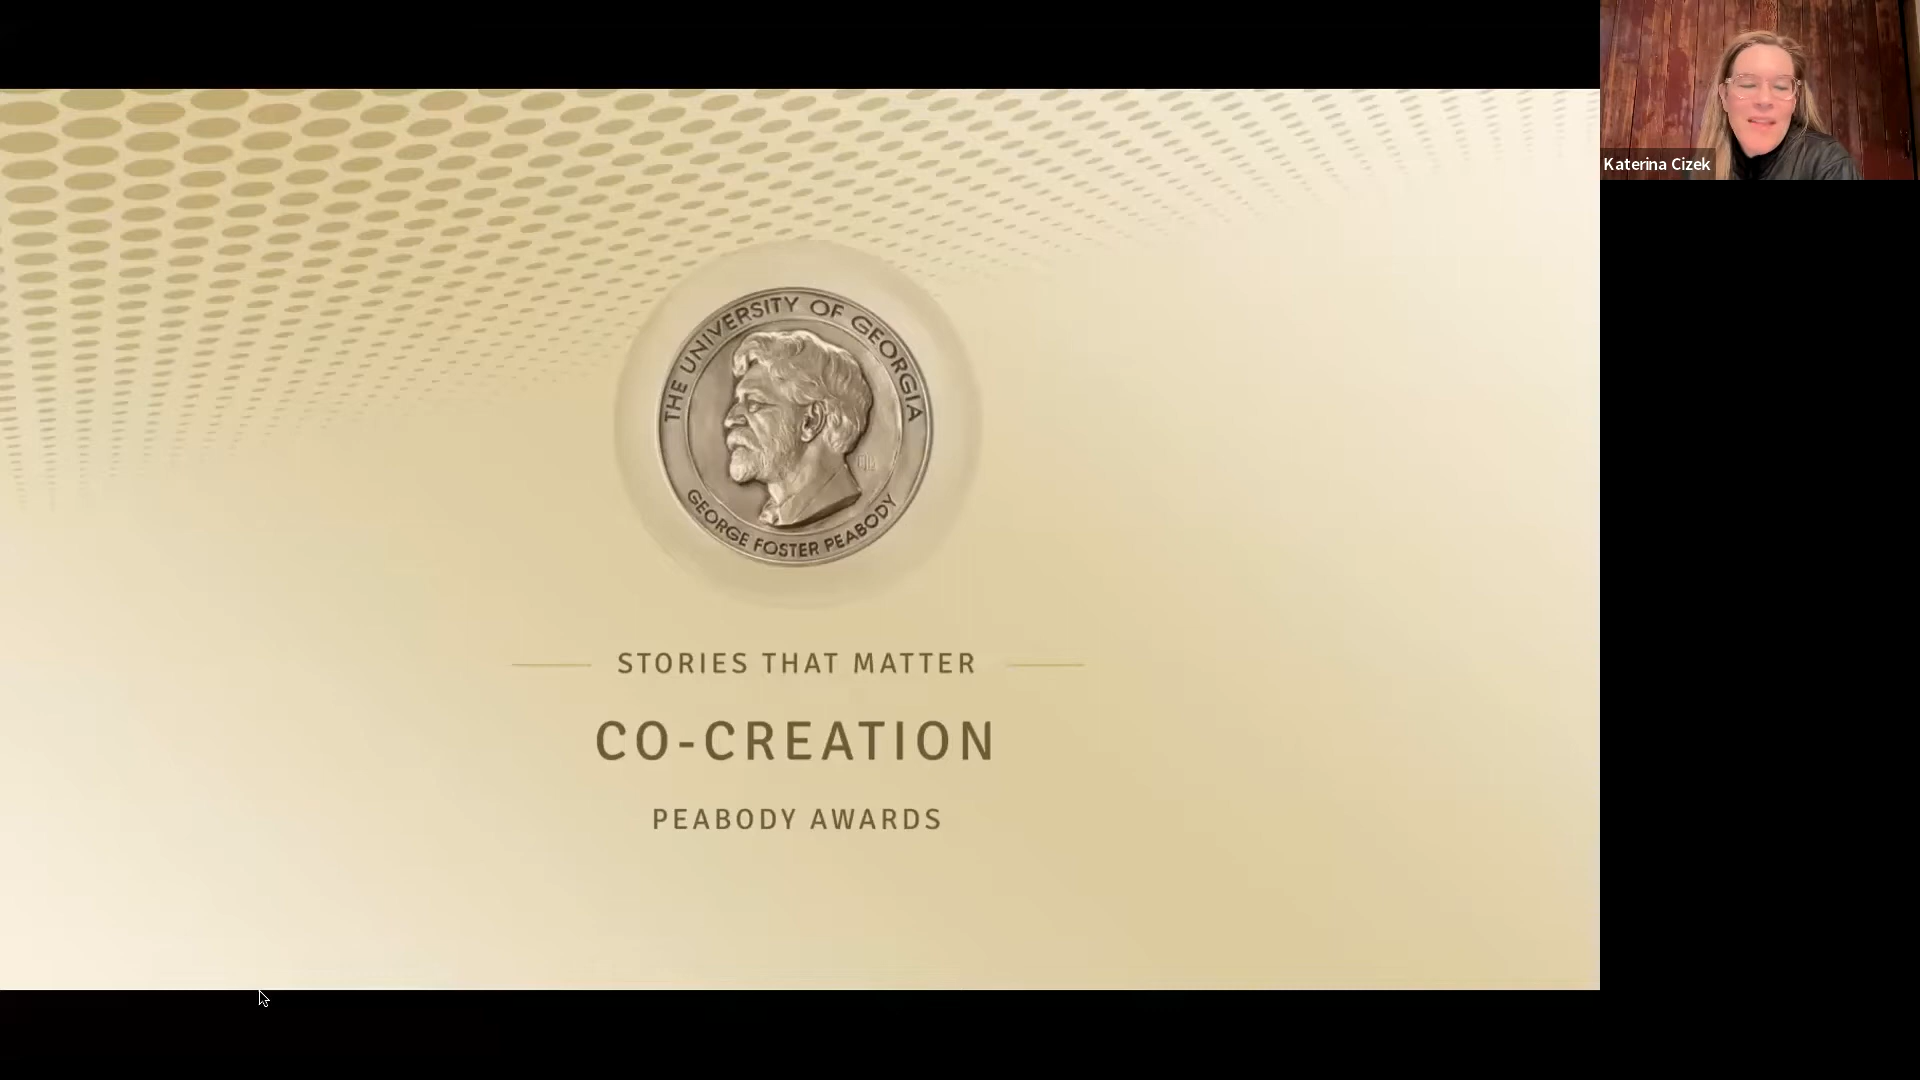 THE UNIVERSITY OF GEORGIA
GEORGE FOSTER PEABODY
STORIES THAT MATTER
CO-CREATION
PEABODY AWARDS
Katerina Cizek